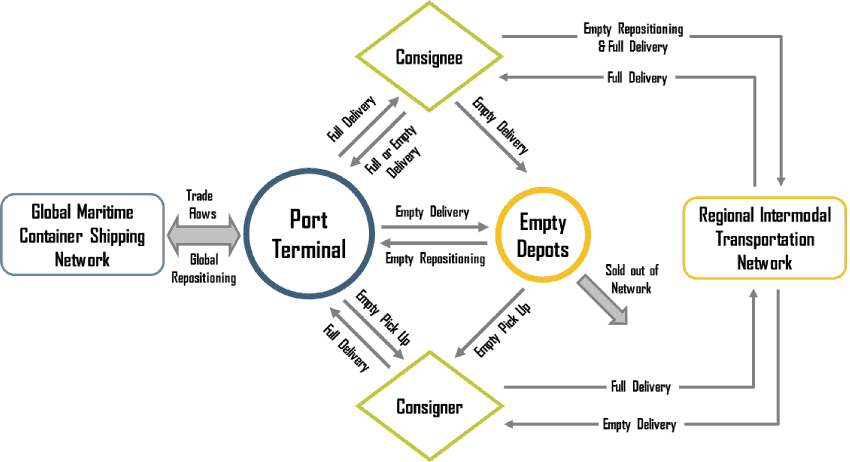 Consignee
Empty Repositioning
& Full Delivery
Full Delivery
Full Delivery
Full or Empty
Delivery
Empty Delivery
Global Maritime
Container Shipping
Network
Trade
Flows
Global
Repositioning
Port
Terminal
Empty Delivery
Empty Repositioning
Empty
Depots
Regional Intermodal
Transportation
Network
Sold out of
Network
Empty Pick Up
Full Delivery
Empty Pick Up
Consigner
Full Delivery
Empty Delivery